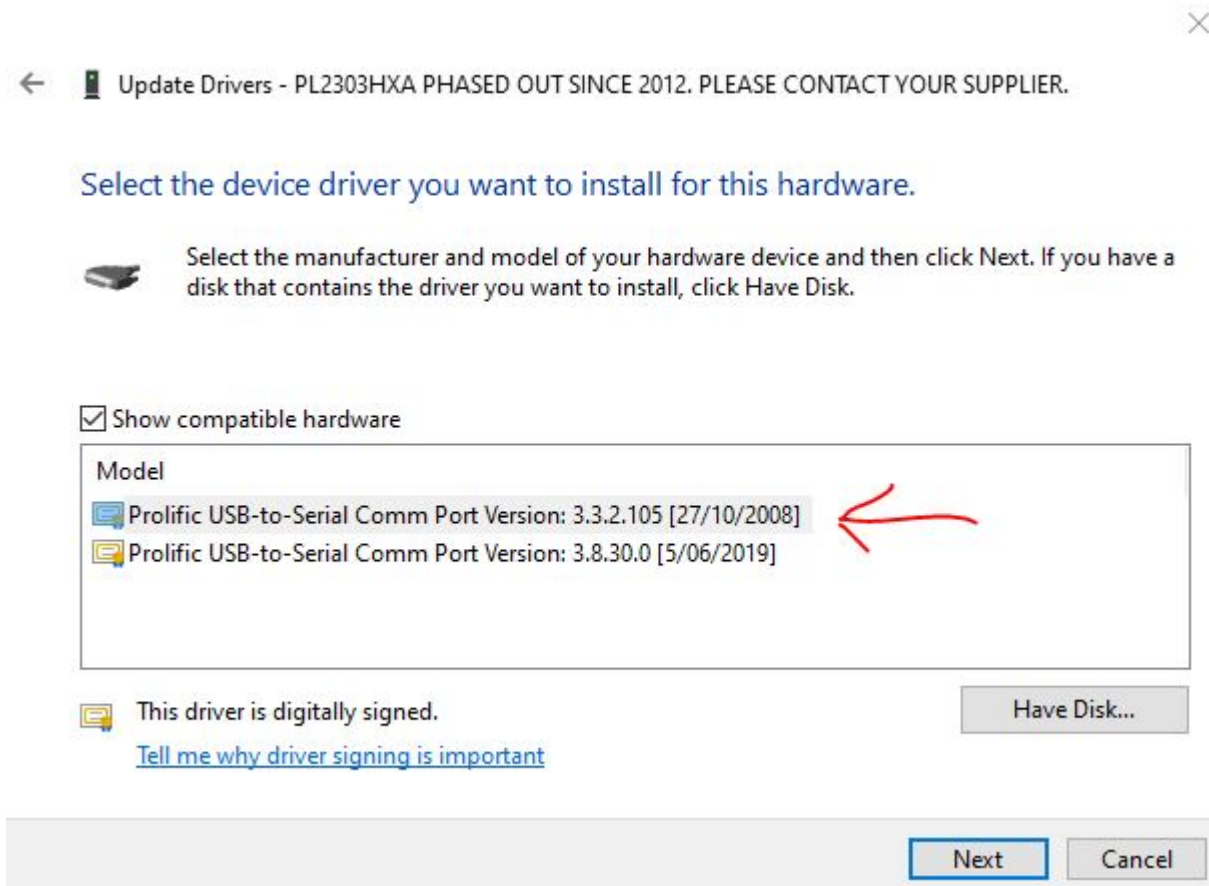 Update Drivers - PL2303HXA PHASED OUT SINCE 2012. PLEASE CONTACT YOUR SUPPLIER.
Select the device driver you want to install for this hardware.
Select the manufacturer and model of your hardware device and then click Next. If you have a
disk that contains the driver you want to install, click Have Disk.
Show compatible hardware
Model
Prolific USB-to-Serial Comm Port Version: 3.3.2.105 [27/10/2008]
Prolific USB-to-Serial Comm Port Version: 3.8.30.0 [5/06/2019]
This driver is digitally signed.
Have Disk...
Tell me why driver signing is important
Next
Cancel